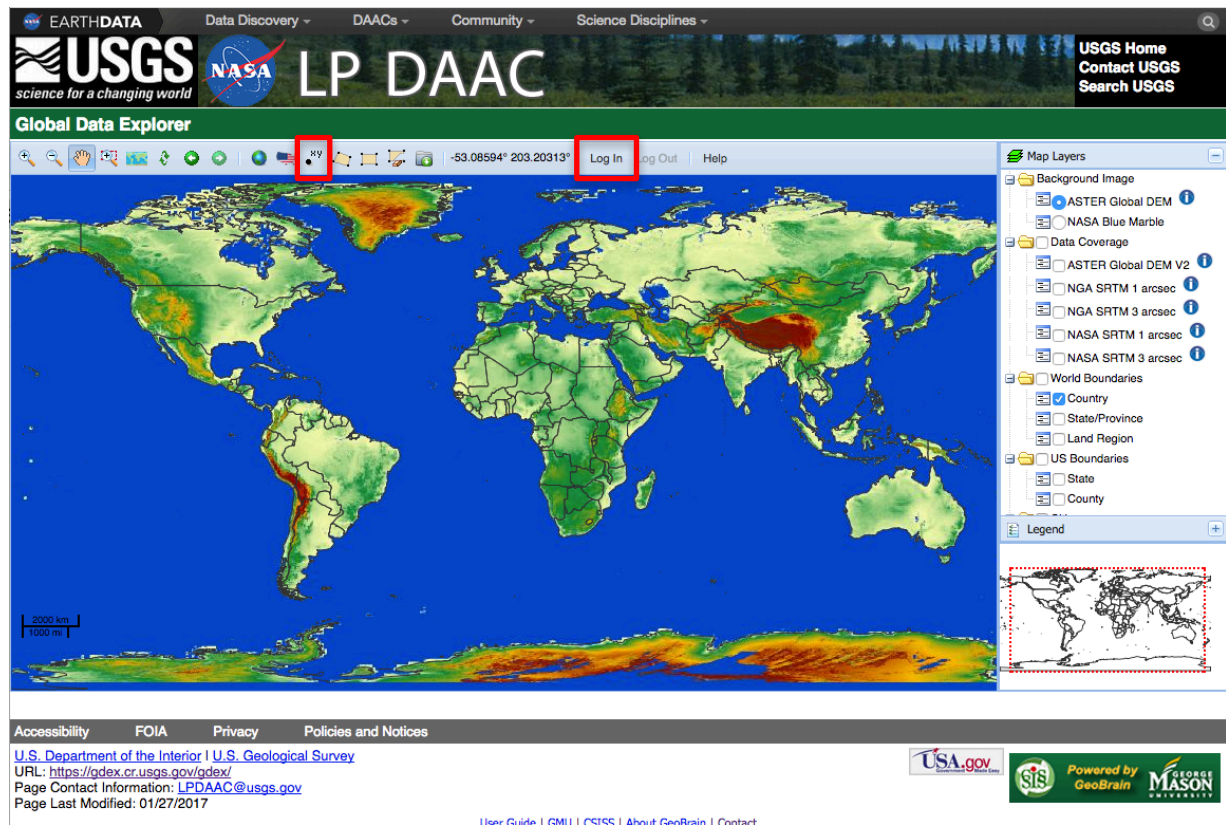 EARTHDATA Data Discovery DAACs Community Science Disciplines
USGS
science for a changing world
NASA
LP DAAC
USGS Home
Contact USGS
Search USGS
Global Data Explorer
xy -53.08594° 203.20313° Log In Log Out Help
Map Layers
Background Image
ASTER Global DEM
NASA Blue Marble
Data Coverage
ASTER Global DEM V2
NGA SRTM 1 arcsec
NGA SRTM 3 arcsec
NASA SRTM 1 arcsec
NASA SRTM 3 arcsec
World Boundaries
Country
State/Province
Land Region
US Boundaries
State
County
Legend
2000 km
1000 mi
Accessibility FOIA Privacy Policies and Notices
U.S. Department of the Interior | U.S. Geological Survey
URL: https://gdex.cr.usgs.gov/gdex/
Page Contact Information: LPDAAC@usgs.gov
Page Last Modified: 01/27/2017
USA.gov
Government Made Easy
SIS
Powered by
GeoBrain
GEORGE
MASON
UNIVERSITY
User Guide | GMU | CSISS | About GeoBrain | Contact